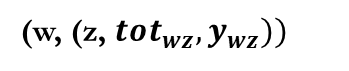 (w, (z, tot_wz, y_wz))